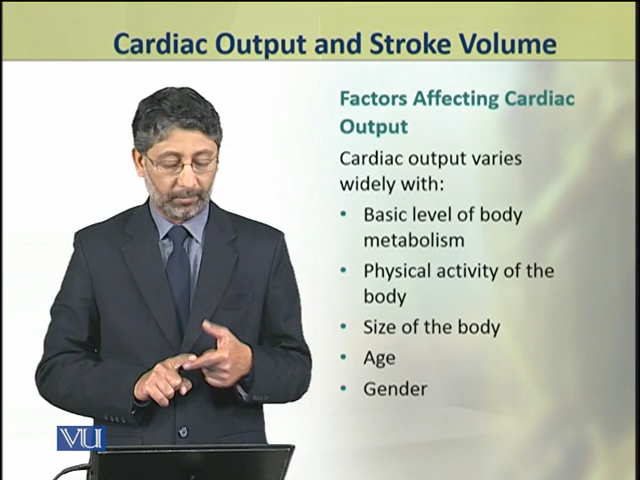 Cardiac Output and Stroke Volume
Factors Affecting Cardiac
Output
Cardiac output varies
widely with:
• Basic level of body
metabolism
• Physical activity of the
body
• Size of the body
• Age
• Gender
VU